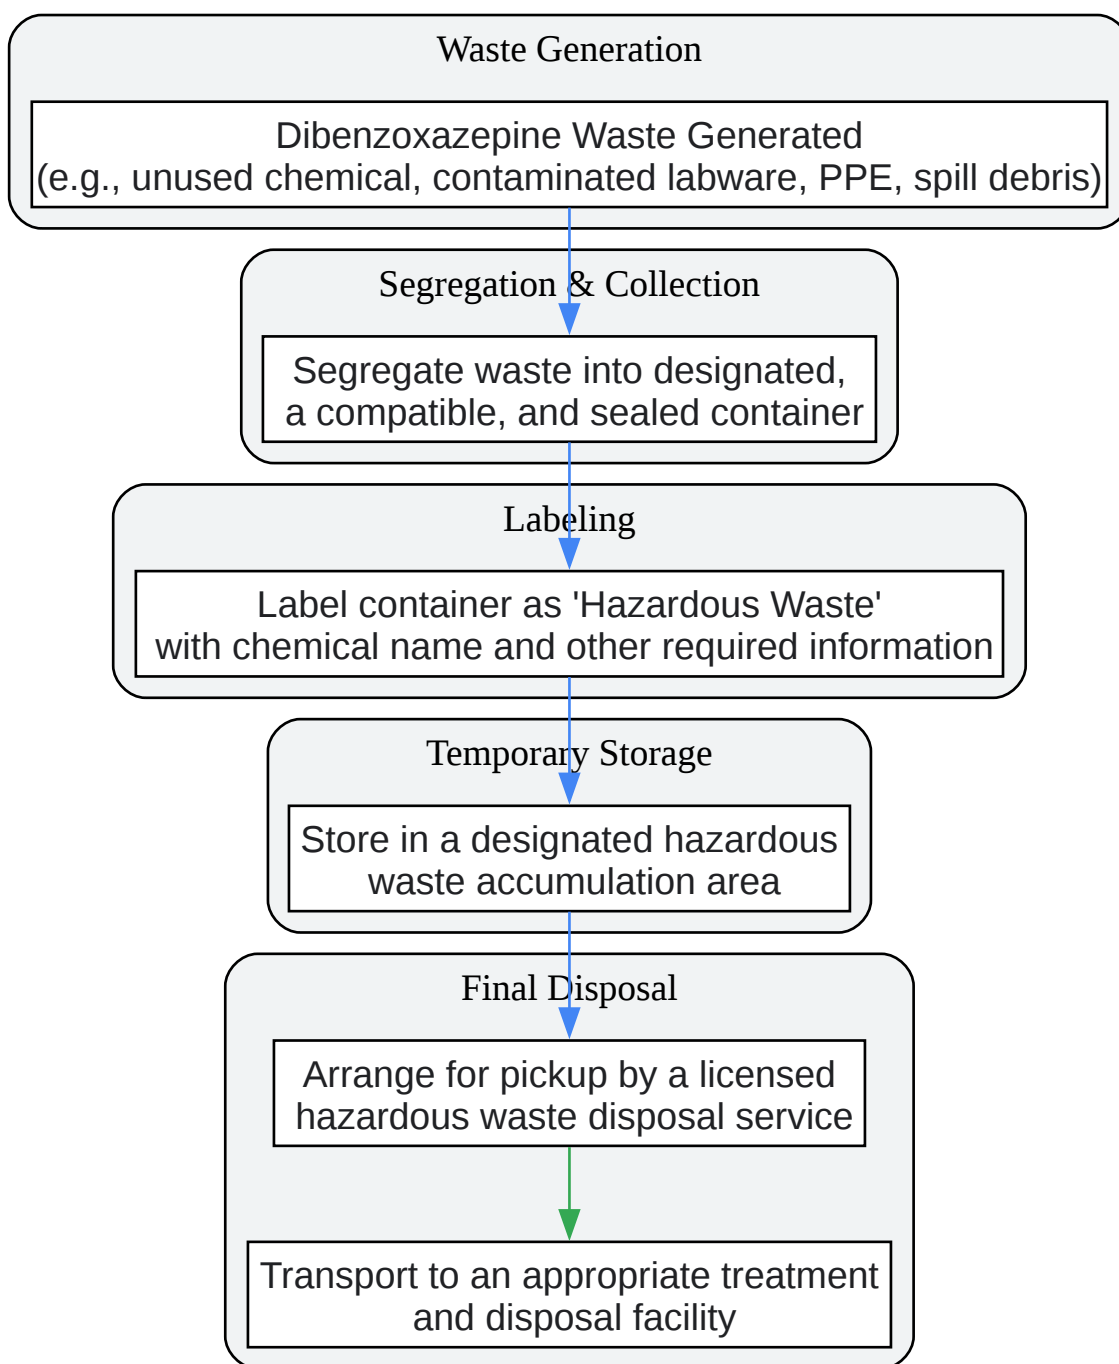 Waste Generation
Dibenzoxazepine Waste Generated
(e.g., unused chemical, contaminated labware, PPE, spill debris)
Segregation & Collection
Segregate waste into designated,
a compatible, and sealed container
Labeling
Label container as 'Hazardous Waste'
with chemical name and other required information
Temporary Storage
Store in a designated hazardous
waste accumulation area
Final Disposal
Arrange for pickup by a licensed
hazardous waste disposal service
Transport to an appropriate treatment
and disposal facility